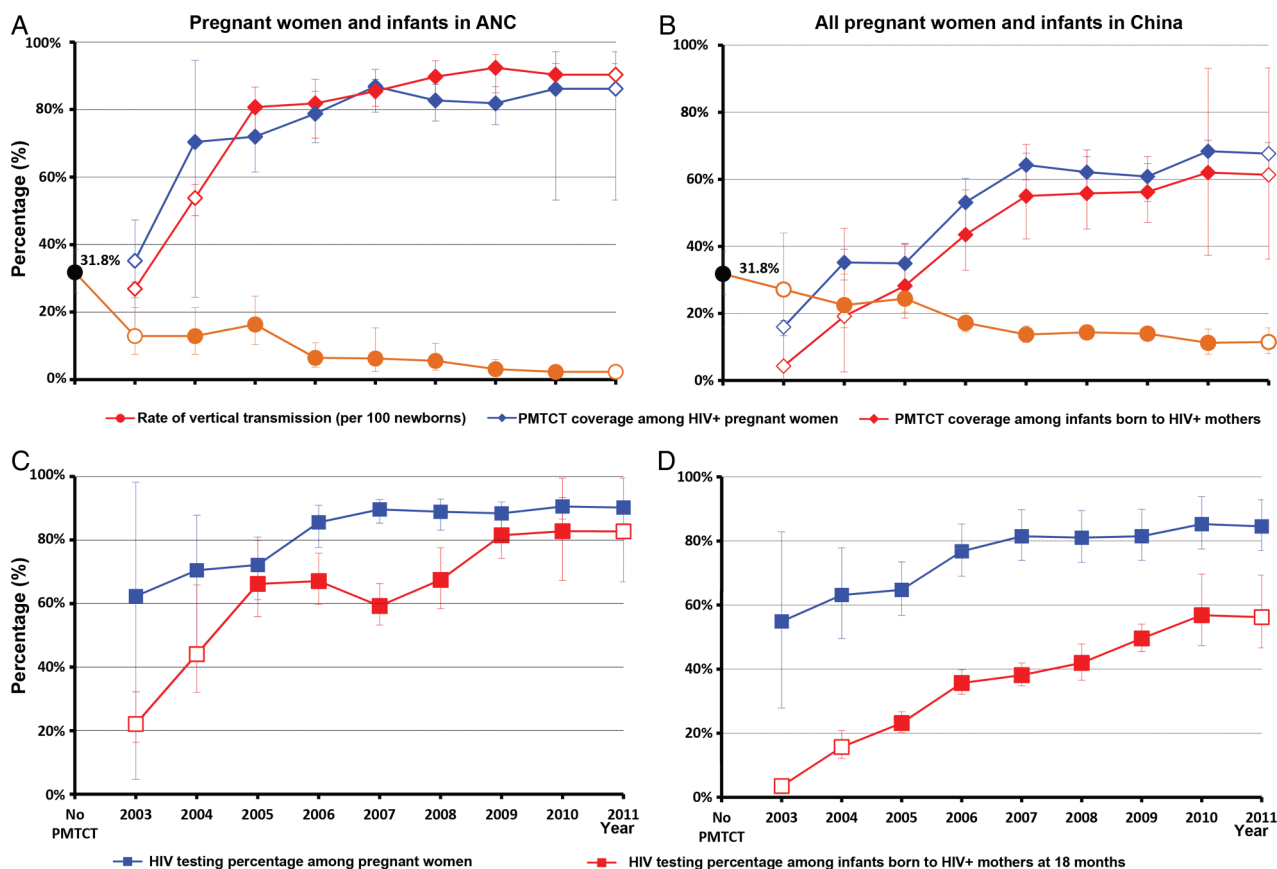 A
Pregnant women and infants in ANC
Percentage (%)
100%
80%
60%
40%
20%
0%
31.8%
B
All pregnant women and infants in China
100%
80%
60%
40%
20%
0%
31.8%
Rate of vertical transmission (per 100 newborns)
PMTCT coverage among HIV+ pregnant women
PMTCT coverage among infants born to HIV+ mothers
C
Percentage (%)
100%
80%
60%
40%
20%
0%
No PMTCT
2003
2004
2005
2006
2007
2008
2009
2010
2011
Year
D
100%
80%
60%
40%
20%
0%
No PMTCT
2003
2004
2005
2006
2007
2008
2009
2010
2011
Year
HIV testing percentage among pregnant women
HIV testing percentage among infants born to HIV+ mothers at 18 months